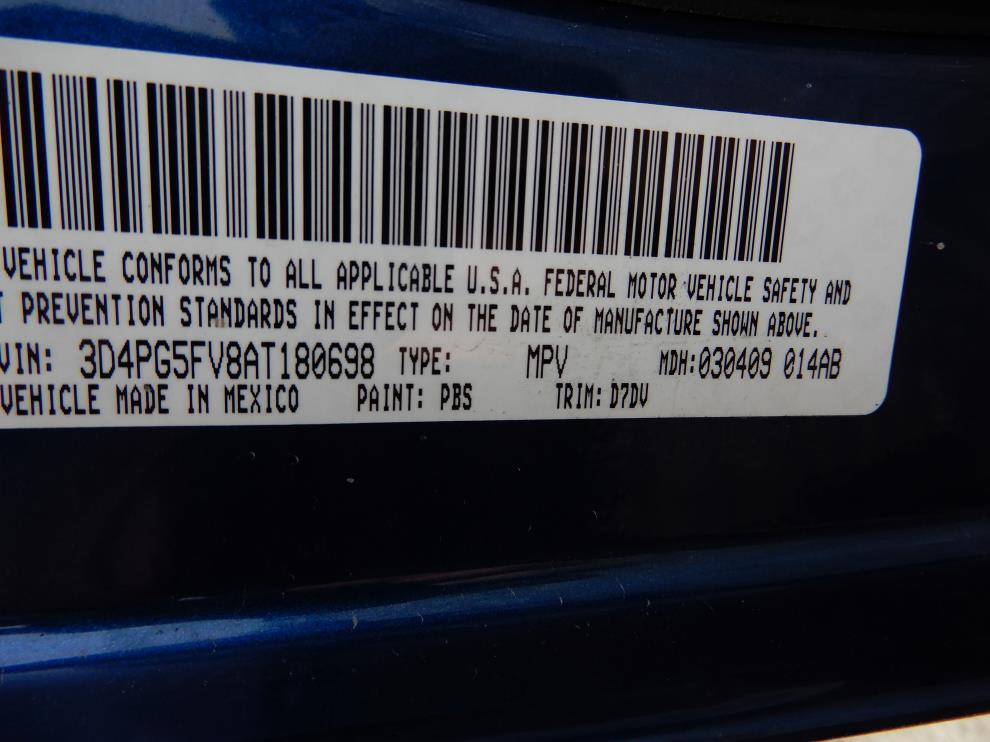 VEHICLE CONFORMS TO ALL APPLICABLE U.S.A. FEDERAL MOTOR VEHICLE SAFETY AND
T PREVENTION STANDARDS IN EFFECT ON THE DATE OF MANUFACTURE SHOWN ABOVE.
VIN: 3D4PG5FV8AT180698 TYPE: MPV MDH:030409 014AB
VEHICLE MADE IN MEXICO PAINT: PBS TRIM: D7DV